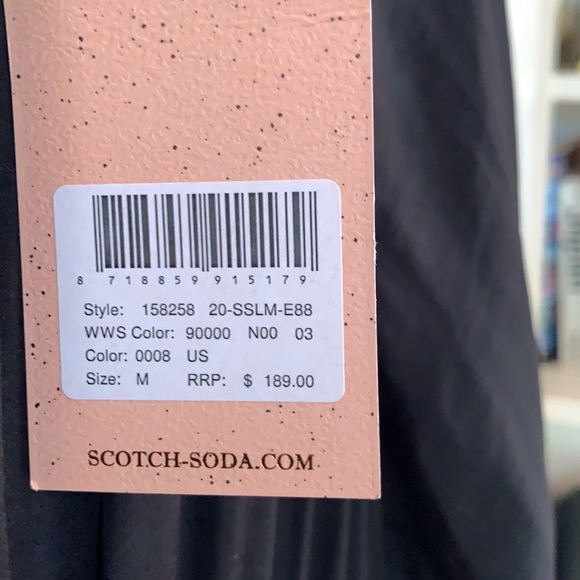 8 718859 915179
Style: 158258 20-SSLM-E88
WWS Color: 90000 N00 03
Color: 0008 US
Size: M RRP: $ 189.00
SCOTCH-SODA.COM